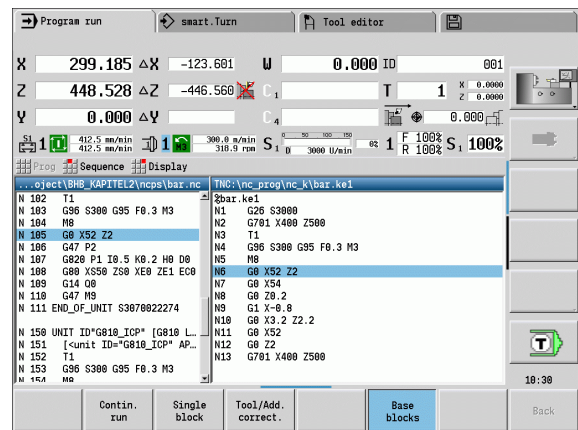 Program run
smart.Turn
Tool editor
X 299.185 △X -123.601 W 0.000 ID 001
Z 448.528 △Z -446.560 C 1 T 1 X 0.0000
Z 0.0000
Y 0.000 △Y C 4 0.000
S1 1 412.5 mm/min 1 300.0 m/min S 1 0 50 100 150 0% 1 F 100% S 1 100%
412.5 mm/min 318.9 rpm D 3000 U/min R 100%
Prog Sequence Display
...oject\BHB_KAPITEL2\ncps\bar.nc
N 102 T1
N 103 G96 S300 G95 F0.3 M3
N 104 M8
N 105 G0 X52 Z2
N 106 G47 P2
N 107 G820 P1 I0.5 K0.2 H0 D0
N 108 G80 XS50 ZS0 XE0 ZE1 EC0
N 109 G14 Q0
N 110 G47 M9
N 111 END_OF_UNIT S3070022274
N 150 UNIT ID"G810_ICP" [G810 L...
N 151 [<unit ID="G810_ICP" AP...
N 152 T1
N 153 G96 S300 G95 F0.3 M3
N 154 M8
TNC:\nc_prog\nc_k\bar.ke1
%bar.ke1
N1 G26 S3000
N2 G701 X400 Z500
N3 T1
N4 G96 S300 G95 F0.3 M3
N5 M8
N6 G0 X52 Z2
N7 G0 X54
N8 G0 Z0.2
N9 G1 X-0.8
N10 G0 X3.2 Z2.2
N11 G0 X52
N12 G0 Z2
N13 G701 X400 Z500
T
10:30
Contin. run
Single block
Tool/Add. correct.
Base blocks
Back